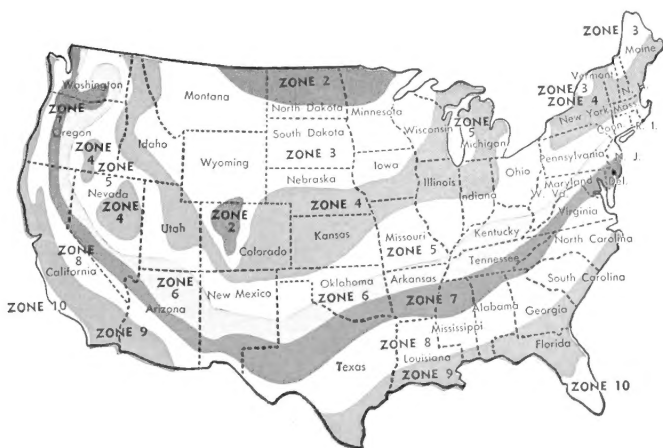 ZONE 3
Maine
Washington
Montana
ZONE 2
North Dakota
Minnesota
Vermont
N. H.
ZONE 3
ZONE 4
New York
Mass.
Conn.
R. I.
ZONE
7
Oregon
Idaho
South Dakota
Wisconsin
ZONE
5
Michigan
Wyoming
ZONE 3
Iowa
Pennsylvania
N. J.
ZONE
4
ZONE
5
Nebraska
Illinois
Indiana
Ohio
Maryland
Del.
Nevada
ZONE
4
Utah
ZONE
2
Colorado
ZONE 4
Kansas
Missouri
ZONE 5
W. Va.
Virginia
Kentucky
North Carolina
Tennessee
ZONE
8
California
ZONE
6
Arizona
New Mexico
Oklahoma
ZONE 6
Arkansas
ZONE 7
South Carolina
Alabama
Georgia
Mississippi
ZONE 10
ZONE 9
Texas
ZONE
8
Louisiana
ZONE 9
Florida
ZONE 10